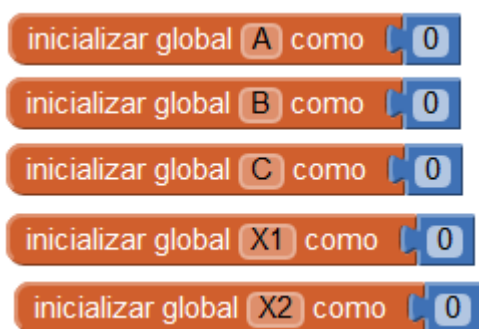 inicializar global A como 0
inicializar global B como 0
inicializar global C como 0
inicializar global X1 como 0
inicializar global X2 como 0